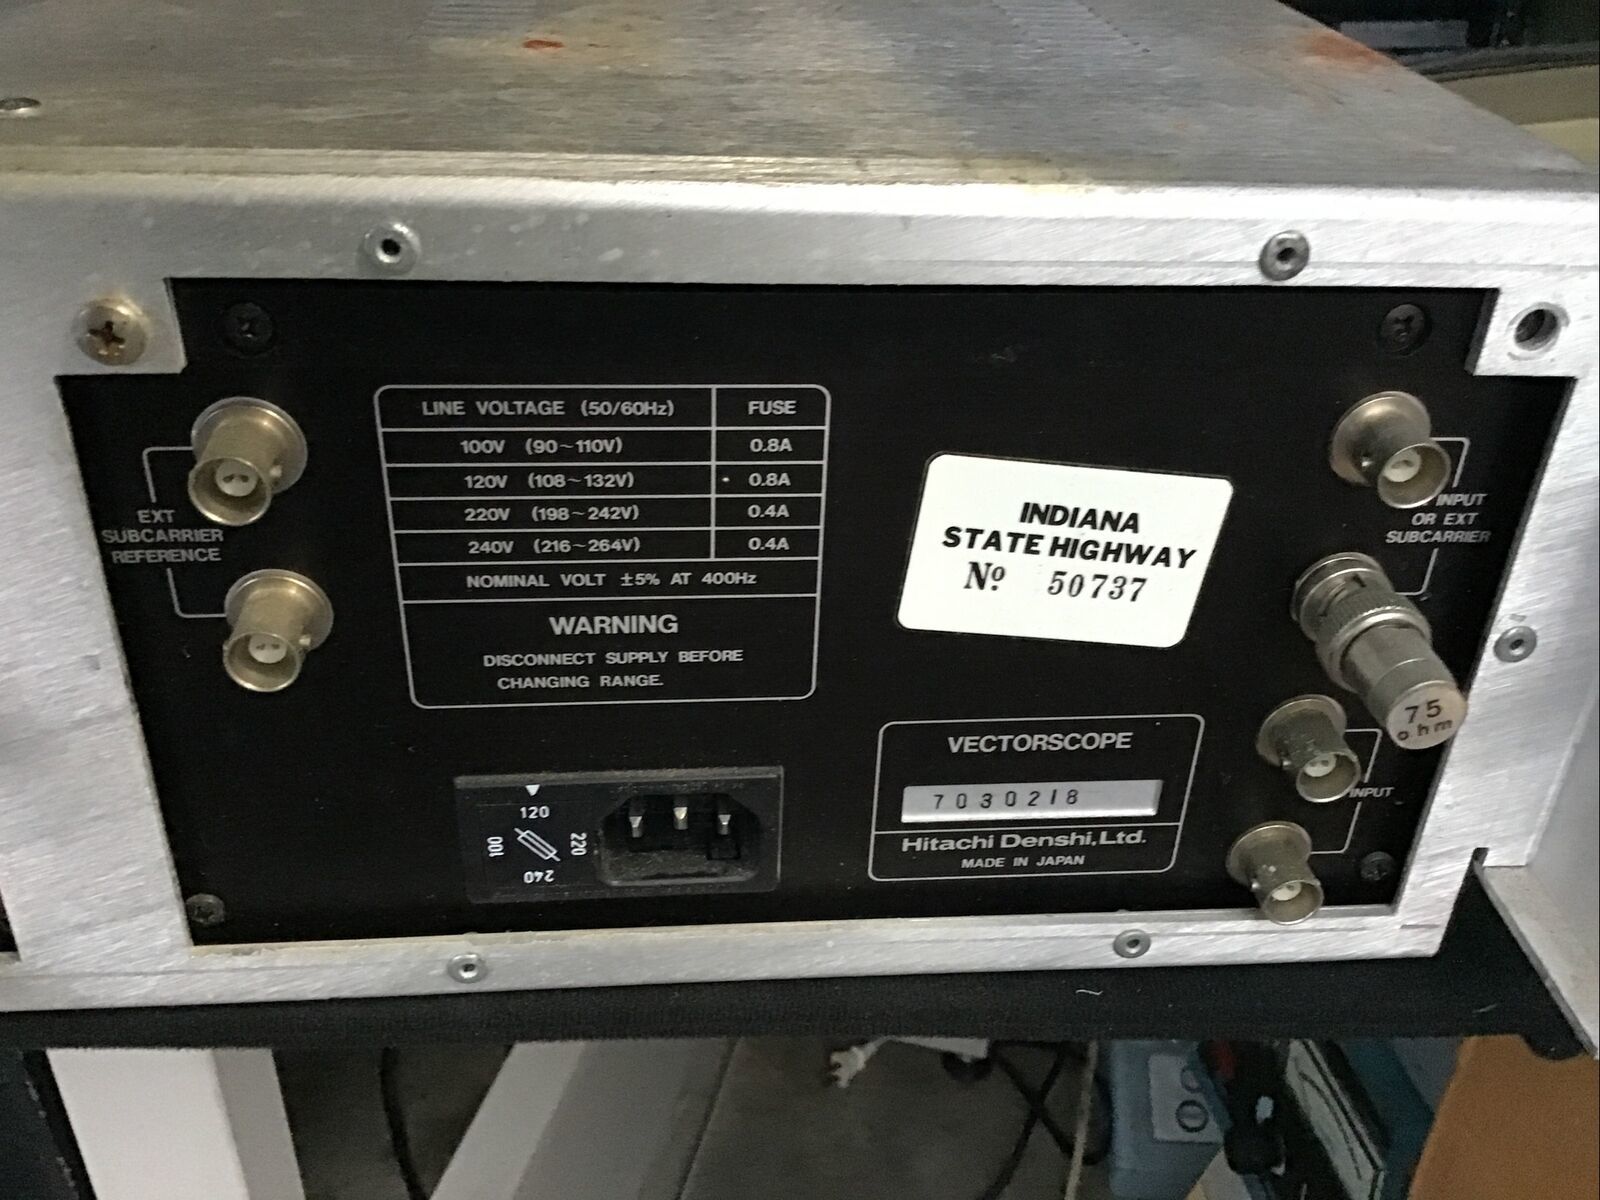 EXT
SUBCARRIER
REFERENCE
LINE VOLTAGE (50/60Hz) FUSE
100V (90~110V) 0.8A
120V (108~132V) 0.8A
220V (198~242V) 0.4A
240V (216~264V) 0.4A
NOMINAL VOLT ±5% AT 400Hz
WARNING
DISCONNECT SUPPLY BEFORE
CHANGING RANGE.
INDIANA
STATE HIGHWAY
Nº 50737
INPUT
OR EXT
SUBCARRIER
75
ohm
INPUT
VECTORSCOPE
7030218
Hitachi Denshi, Ltd.
MADE IN JAPAN
120
100
220
240